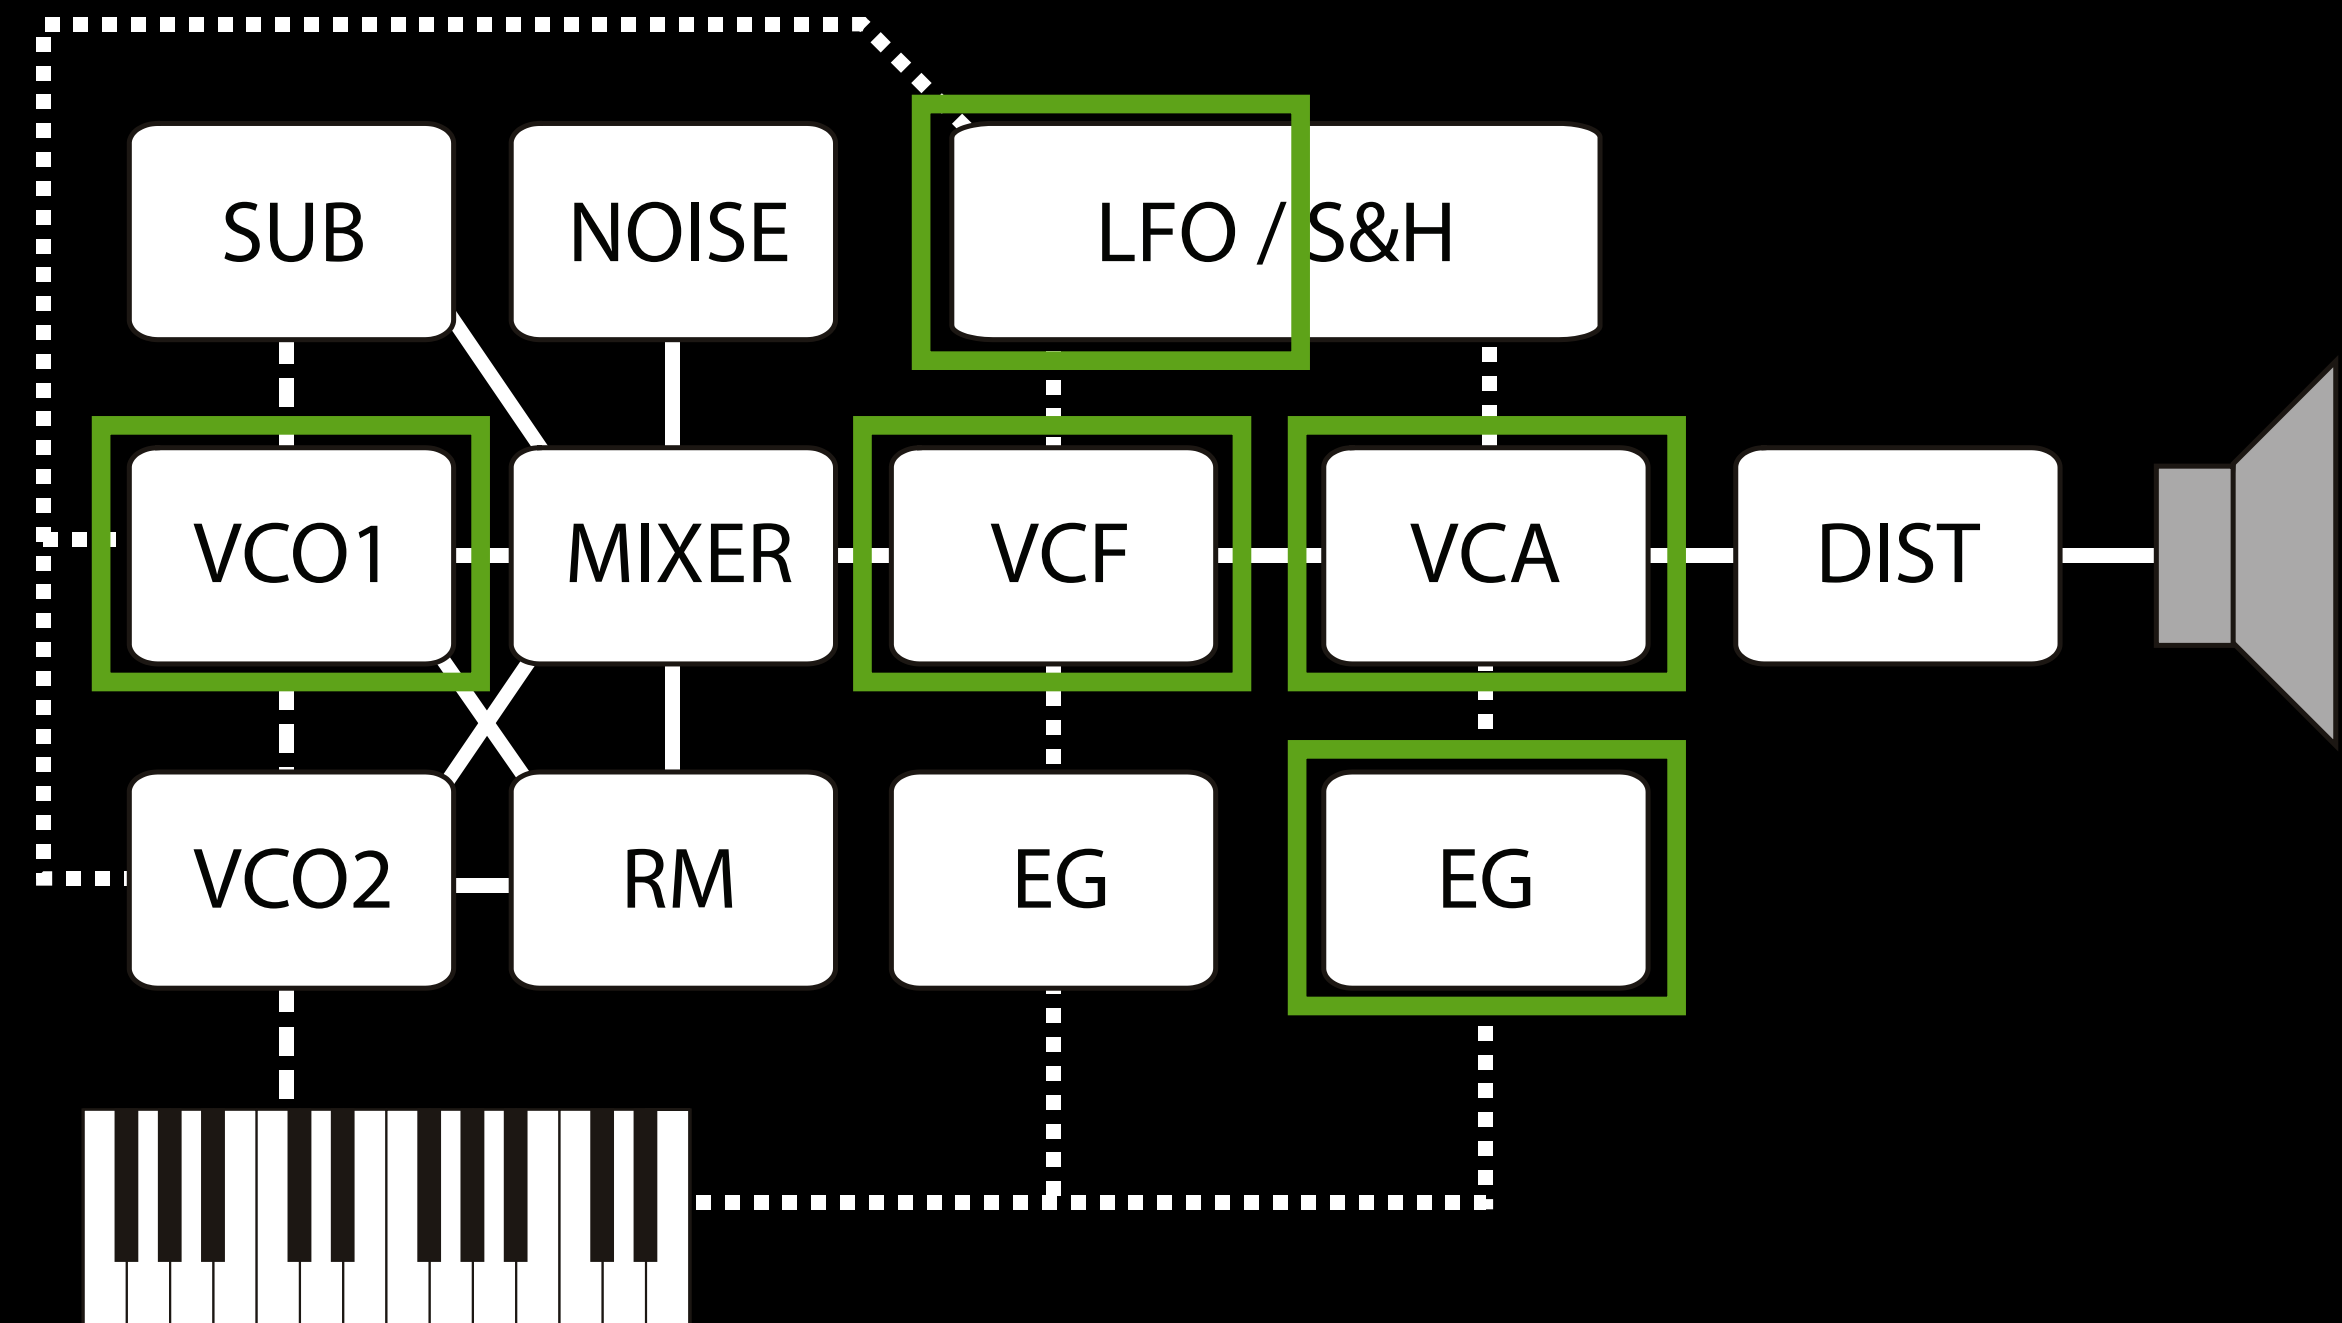 SUB
NOISE
LFO / S&H
VCO1
MIXER
VCF
VCA
DIST
VCO2
RM
EG
EG